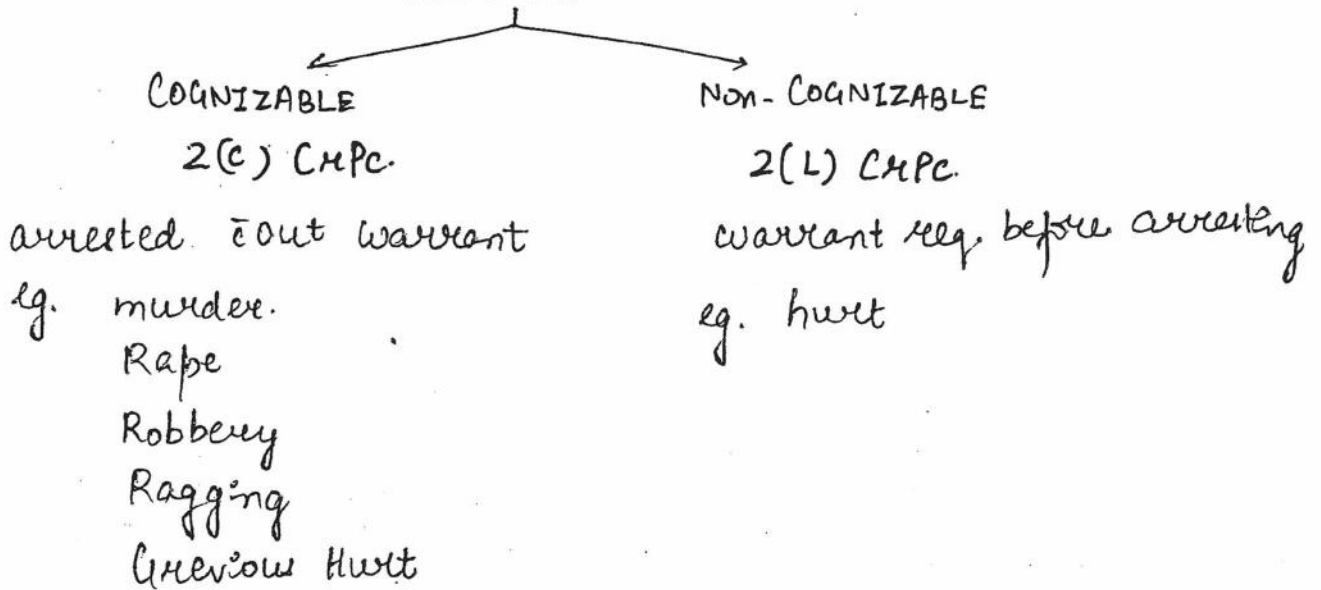 COGNIZABLE
2(C) CrPc.
arrested c̄out warrant
eg. murder.
Rape
Robbery
Ragging
Grevious Hurt
Non-COGNIZABLE
2(L) CrPc.
warrant req. before arresting
eg. hurt